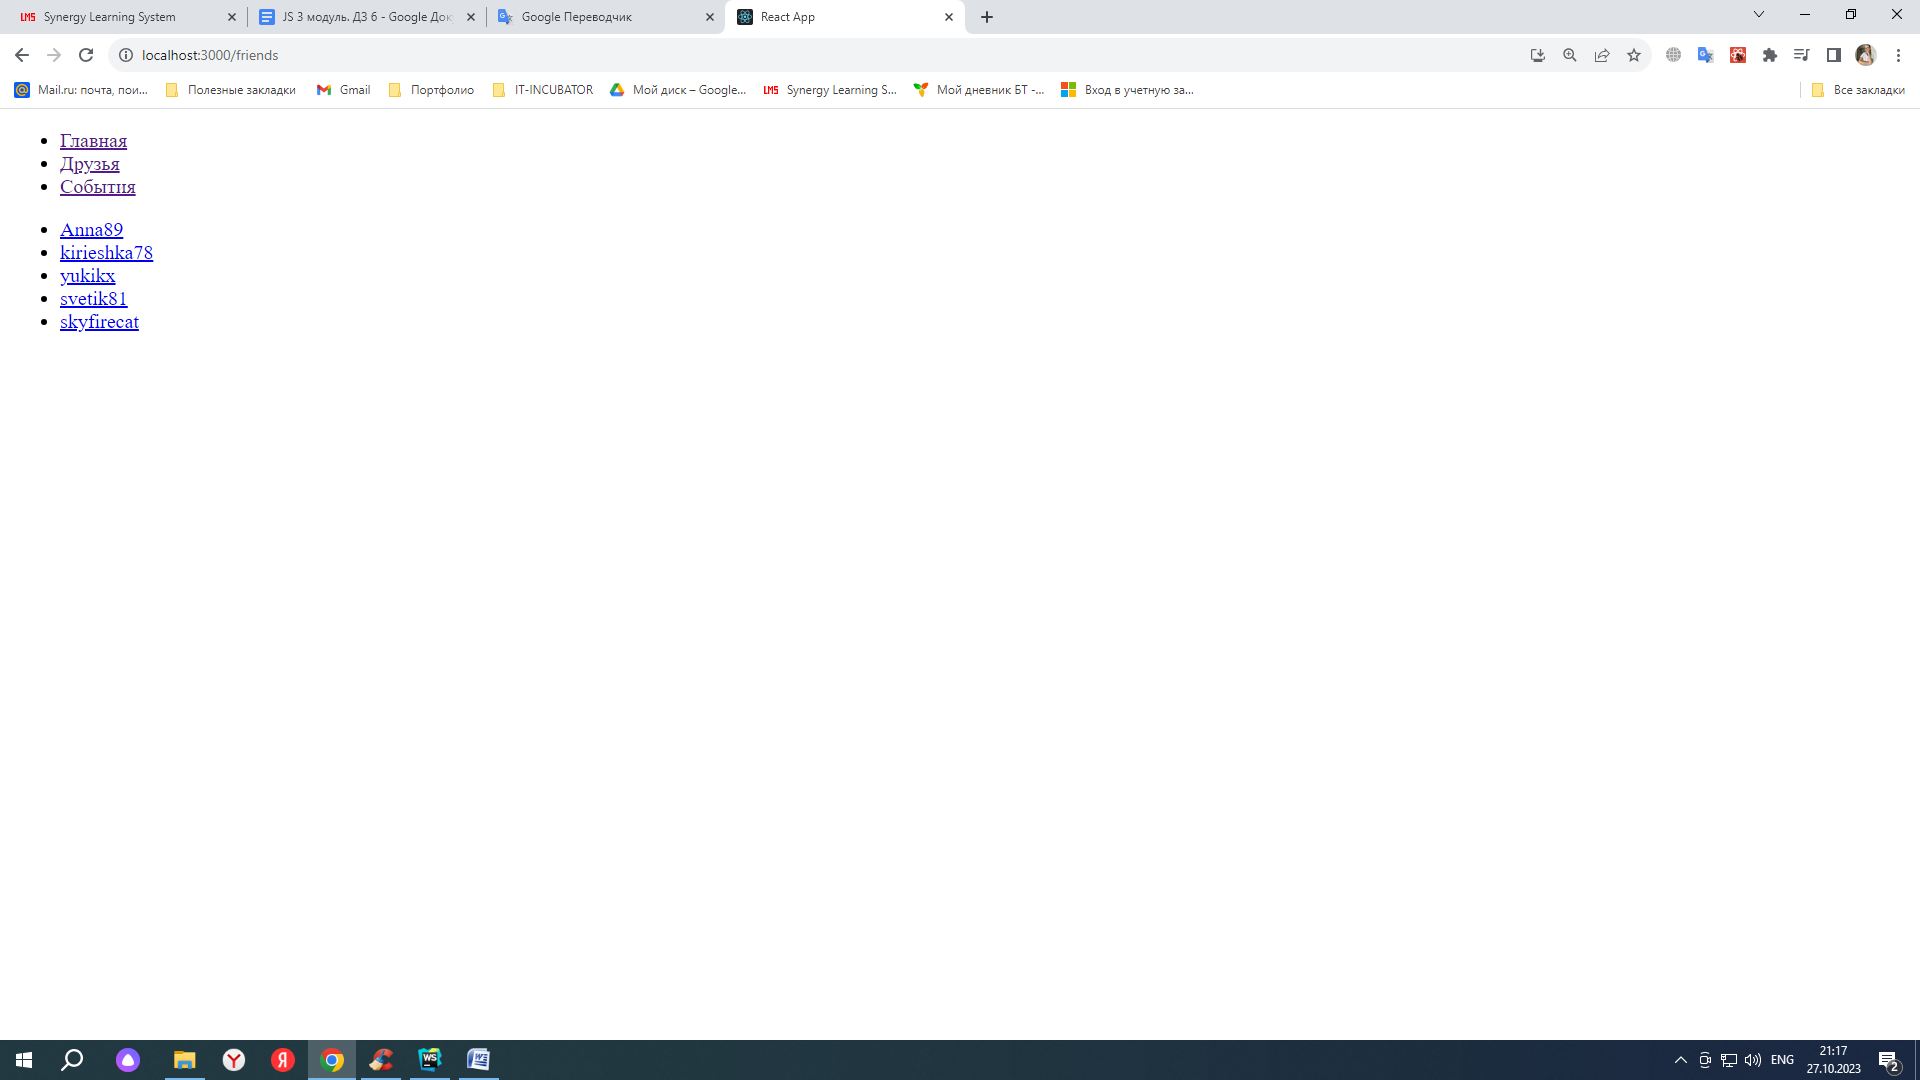 Synergy Learning System
JS 3 модуль. ДЗ 6 - Google Док
Google Переводчик
React App
localhost:3000/friends
Mail.ru: почта, пои...
Полезные закладки
Gmail
Портфолио
IT-INCUBATOR
Мой диск – Google...
LMS Synergy Learning S...
Мой дневник БТ -...
Вход в учетную за...
Все закладки
Главная
Друзья
События
Anna89
kirieshka78
yukikx
svetik81
skyfirecat
ENG
21:17
27.10.2023
2